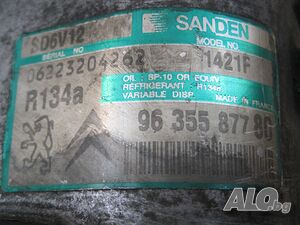 SANDEN
SD6V12
SERIAL NO
MODEL NO
06223204262
1421F
R134a
OIL : SP-10 OR EQUIV
REFRIGERANT : R134a
VARIABLE DISP
MADE IN FRANCE
96 355 877 80
ALO.bg